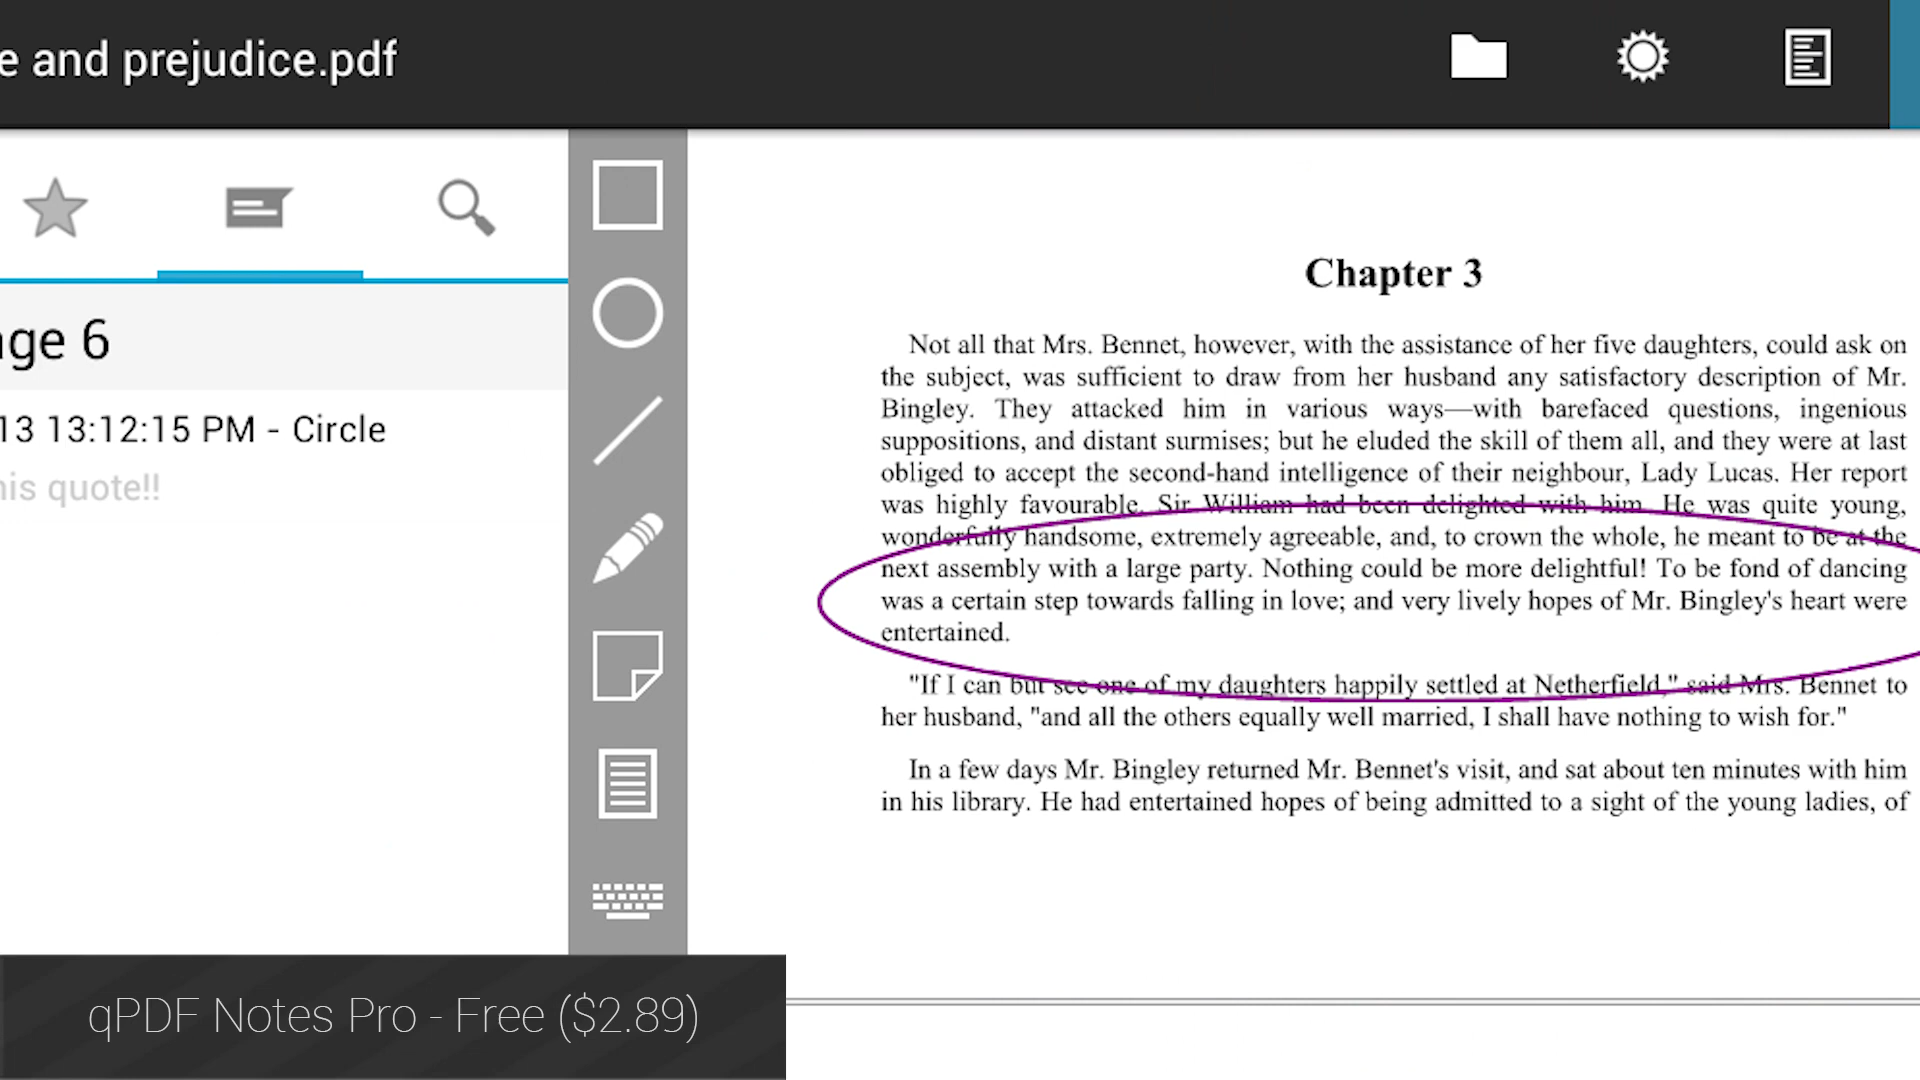 e and prejudice.pdf
age 6
13 13:12:15 PM - Circle
his quote!!
Chapter 3
Not all that Mrs. Bennet, however, with the assistance of her five daughters, could ask on
the subject, was sufficient to draw from her husband any satisfactory description of Mr.
Bingley. They attacked him in various ways—with barefaced questions, ingenious
suppositions, and distant surmises; but he eluded the skill of them all, and they were at last
obliged to accept the second-hand intelligence of their neighbour, Lady Lucas. Her report
was highly favourable. Sir William had been delighted with him. He was quite young,
wonderfully handsome, extremely agreeable, and, to crown the whole, he meant to be at the
next assembly with a large party. Nothing could be more delightful! To be fond of dancing
was a certain step towards falling in love; and very lively hopes of Mr. Bingley's heart were
entertained.
"If I can but see one of my daughters happily settled at Netherfield," said Mrs. Bennet to
her husband, "and all the others equally well married, I shall have nothing to wish for."
In a few days Mr. Bingley returned Mr. Bennet's visit, and sat about ten minutes with him
in his library. He had entertained hopes of being admitted to a sight of the young ladies, of
qPDF Notes Pro - Free ($2.89)